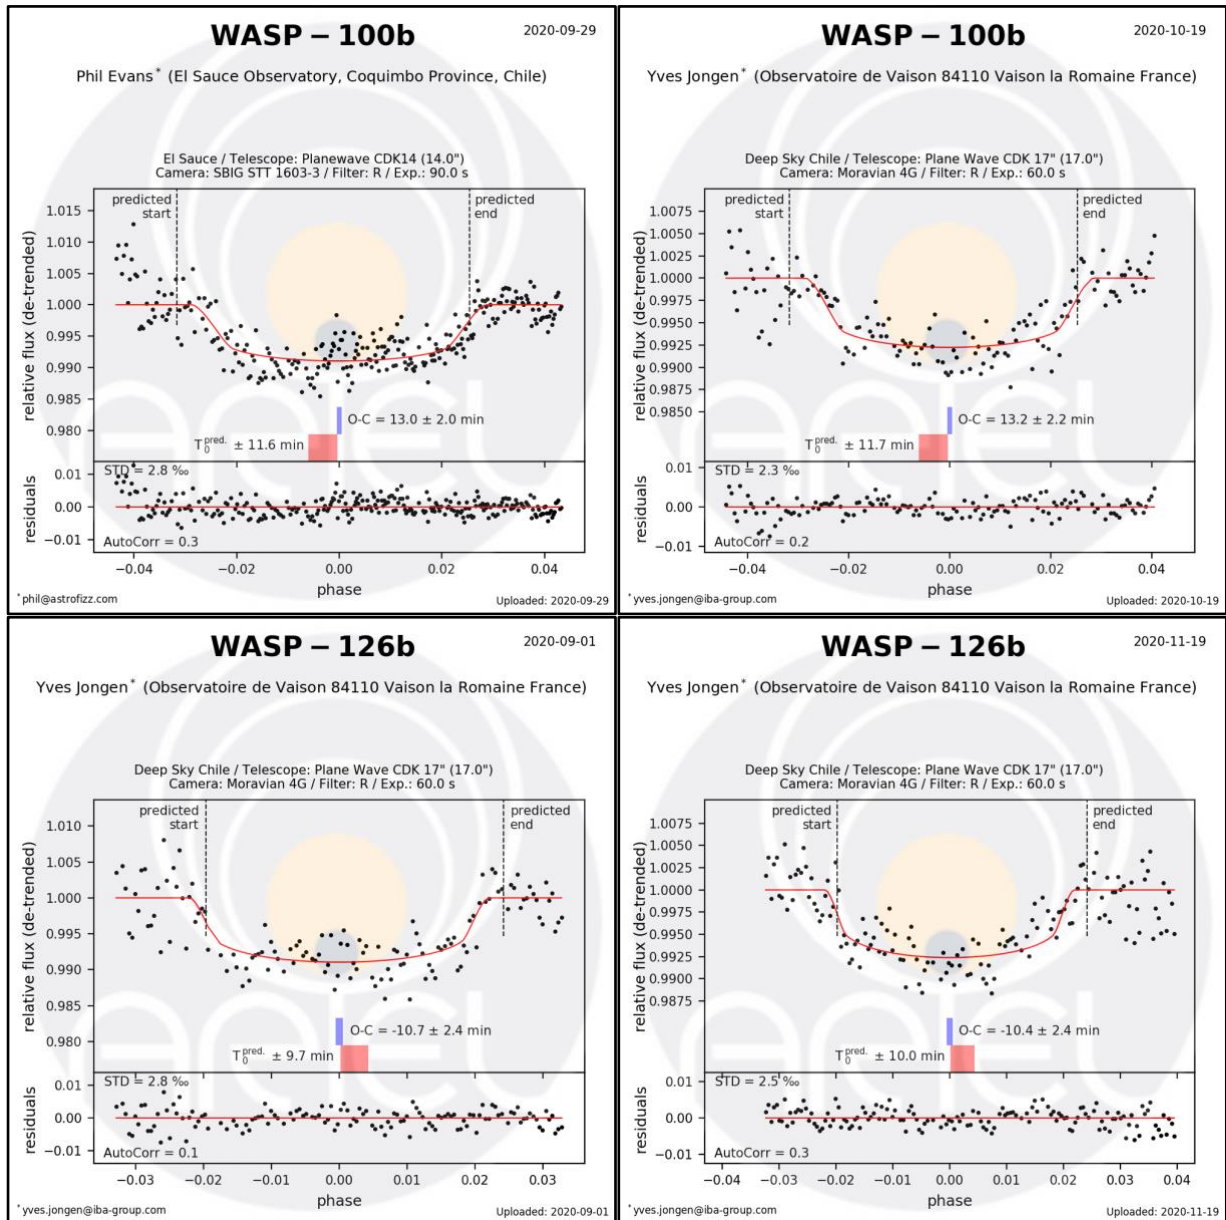 WASP – 100b
2020-09-29
Phil Evans* (El Sauce Observatory, Coquimbo Province, Chile)
El Sauce / Telescope: Planewave CDK14 (14.0")
Camera: SBIG STT 1603-3 / Filter: R / Exp.: 90.0 s
predicted
start
predicted
end
relative flux (de-trended)
1.015
1.010
1.005
1.000
0.995
0.990
0.985
0.980
O-C = 13.0 ± 2.0 min
T0pred. ± 11.6 min
STD = 2.8 ‰
residuals
0.01
0.00
−0.01
AutoCorr = 0.3
−0.04 −0.02 0.00 0.02 0.04
phase
*phil@astrofizz.com
Uploaded: 2020-09-29
WASP – 100b
2020-10-19
Yves Jongen* (Observatoire de Vaison 84110 Vaison la Romaine France)
Deep Sky Chile / Telescope: Plane Wave CDK 17" (17.0")
Camera: Moravian 4G / Filter: R / Exp.: 60.0 s
predicted
start
predicted
end
relative flux (de-trended)
1.0075
1.0050
1.0025
1.0000
0.9975
0.9950
0.9925
0.9900
0.9875
0.9850
O-C = 13.2 ± 2.2 min
T0pred. ± 11.7 min
STD = 2.3 ‰
residuals
0.01
0.00
−0.01
AutoCorr = 0.2
−0.04 −0.02 0.00 0.02 0.04
phase
*yves.jongen@iba-group.com
Uploaded: 2020-10-19
WASP – 126b
2020-09-01
Yves Jongen* (Observatoire de Vaison 84110 Vaison la Romaine France)
Deep Sky Chile / Telescope: Plane Wave CDK 17" (17.0")
Camera: Moravian 4G / Filter: R / Exp.: 60.0 s
predicted
start
predicted
end
relative flux (de-trended)
1.010
1.005
1.000
0.995
0.990
0.985
0.980
O-C = -10.7 ± 2.4 min
T0pred. ± 9.7 min
STD = 2.8 ‰
residuals
0.01
0.00
−0.01
AutoCorr = 0.1
−0.03 −0.02 −0.01 0.00 0.01 0.02 0.03
phase
*yves.jongen@iba-group.com
Uploaded: 2020-09-01
WASP – 126b
2020-11-19
Yves Jongen* (Observatoire de Vaison 84110 Vaison la Romaine France)
Deep Sky Chile / Telescope: Plane Wave CDK 17" (17.0")
Camera: Moravian 4G / Filter: R / Exp.: 60.0 s
predicted
start
predicted
end
relative flux (de-trended)
1.0075
1.0050
1.0025
1.0000
0.9975
0.9950
0.9925
0.9900
0.9875
O-C = -10.4 ± 2.4 min
T0pred. ± 10.0 min
STD = 2.5 ‰
residuals
0.01
0.00
−0.01
AutoCorr = 0.3
−0.04 −0.03 −0.02 −0.01 0.00 0.01 0.02 0.03 0.04
phase
*yves.jongen@iba-group.com
Uploaded: 2020-11-19